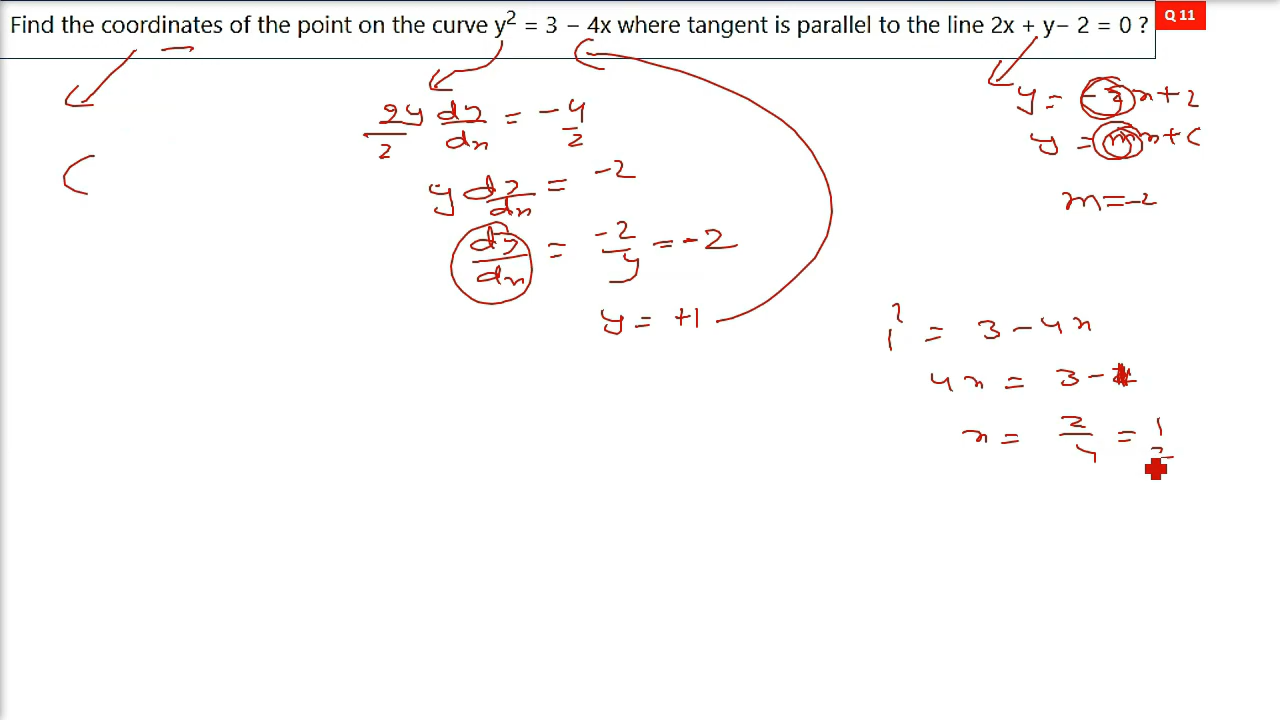 Find the coordinates of the point on the curve y² = 3 − 4x where tangent is parallel to the line 2x + y− 2 = 0 ?
Q 11
2y/2 dy/dx = -4/2
y dy/dx = -2
dy/dx = -2/y = -2
y = +1
(
y = -2x+2
y = mx+c
m=-2
1² = 3-4x
4x = 3-1
x = 2/4 = 1/2